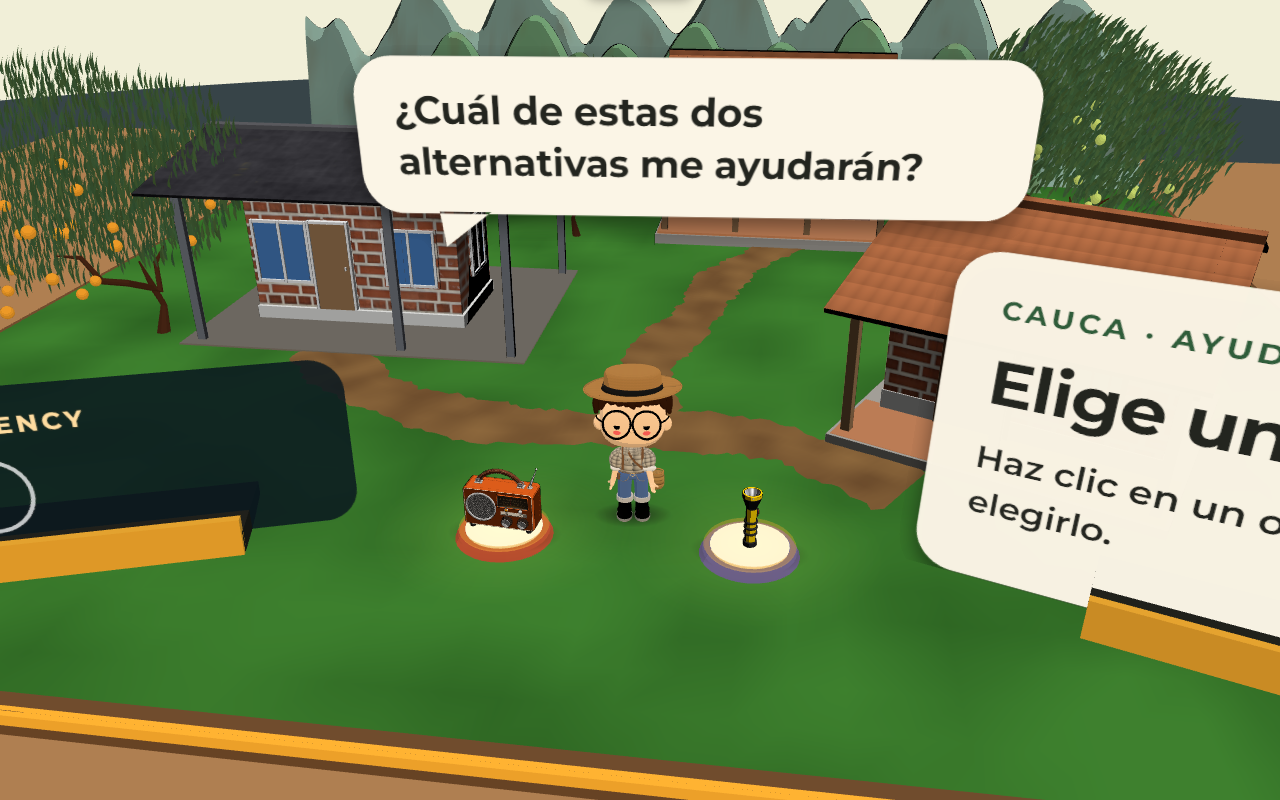 ¿Cuál de estas dos
alternativas me ayudarán?
CAUCA · AYUD
Elige un
Haz clic en un o
elegirlo.
ENCY